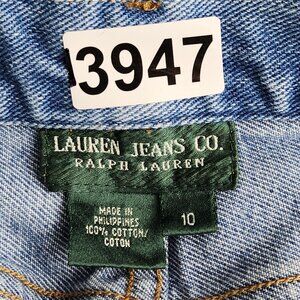 3947
LAUREN JEANS CO.
RALPH LAUREN
MADE IN
PHILIPPINES
100% COTTON/
COTON
10